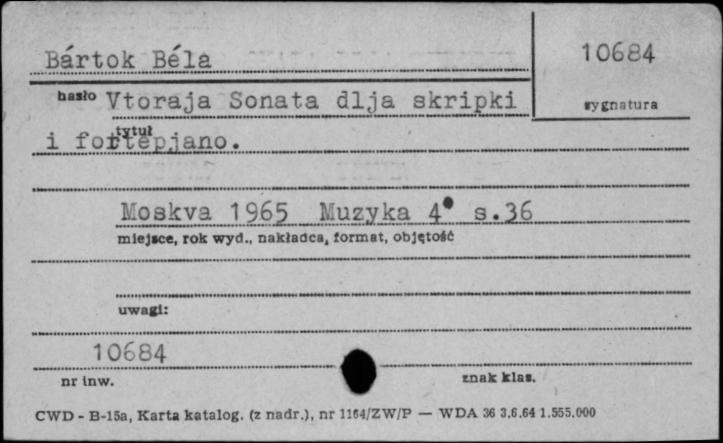 Bártok Béla
10684
hasło Vtoraja Sonata dlja skripki
sygnatura
tytuł
i fortepjano.
Moskva 1965 Muzyka 4° s.36
miejsce, rok wyd., nakładca, format, objętość
uwagi:
10684
nr inw.
znak klas.
CWD - B-15a, Karta katalog. (z nadr.), nr 1164/ZW/P — WDA 36 3.6.64 1.555.000